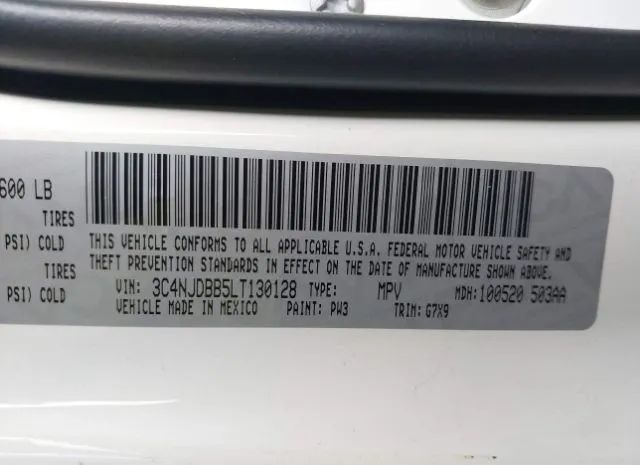 600 LB
TIRES
PSI) COLD
TIRES
PSI) COLD
THIS VEHICLE CONFORMS TO ALL APPLICABLE U.S.A. FEDERAL MOTOR VEHICLE SAFETY AND
THEFT PREVENTION STANDARDS IN EFFECT ON THE DATE OF MANUFACTURE SHOWN ABOVE.
VIN: 3C4NJDBB5LT130128 TYPE: MPV MDH: 100520 503AA
VEHICLE MADE IN MEXICO PAINT: PW3 TRIM: G7X9